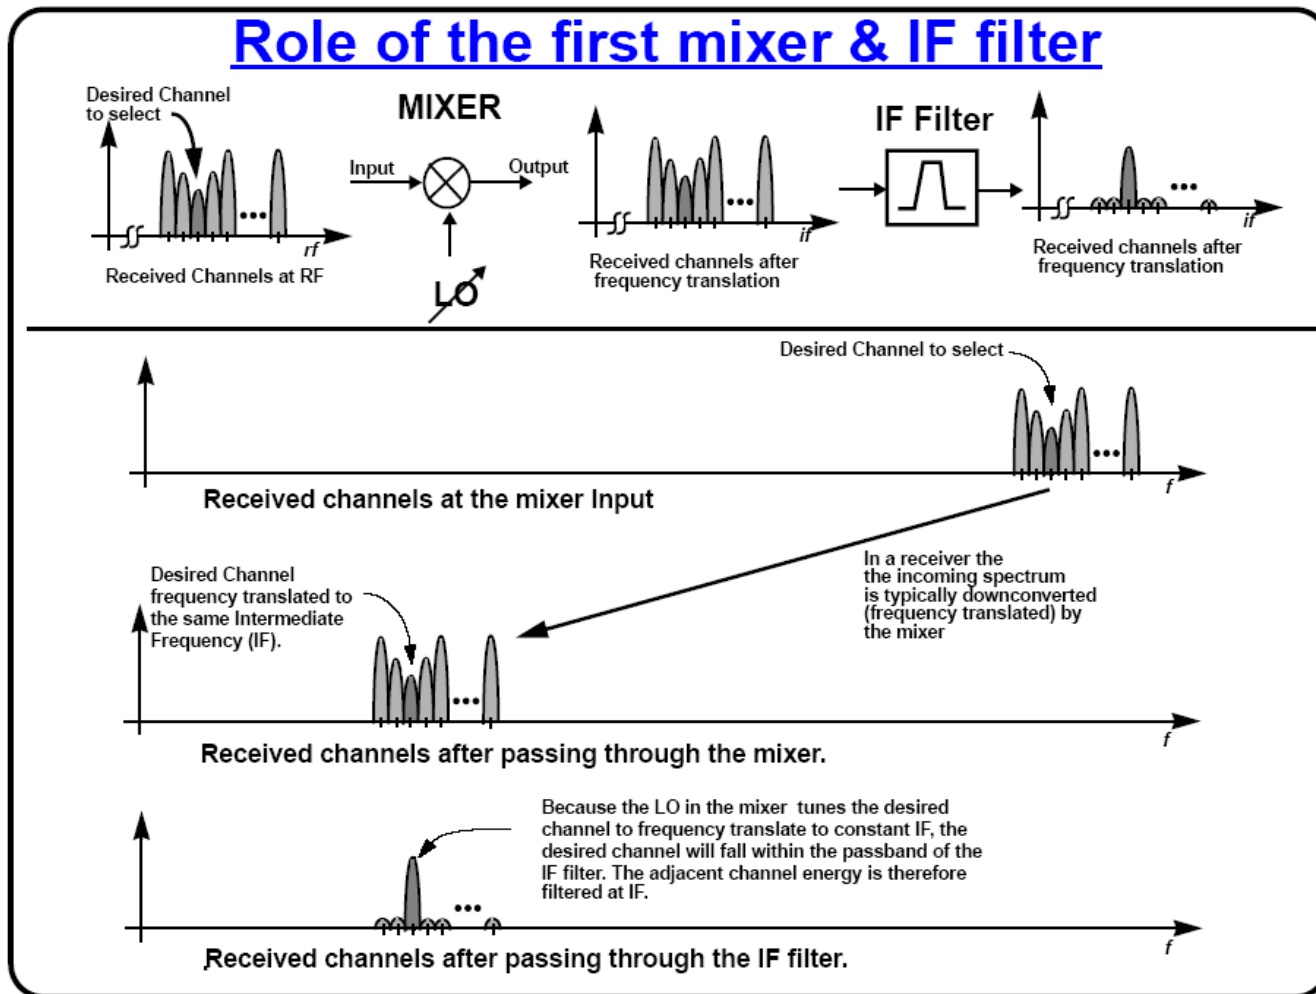 Role of the first mixer & IF filter
Desired Channel
to select
MIXER
Input
Output
LO
rf
Received Channels at RF
if
Received channels after
frequency translation
IF Filter
if
Received channels after
frequency translation
Desired Channel to select
f
Received channels at the mixer Input
In a receiver the
the incoming spectrum
is typically downconverted
(frequency translated) by
the mixer
Desired Channel
frequency translated to
the same Intermediate
Frequency (IF).
f
Received channels after passing through the mixer.
Because the LO in the mixer tunes the desired
channel to frequency translate to constant IF, the
desired channel will fall within the passband of the
IF filter. The adjacent channel energy is therefore
filtered at IF.
f
Received channels after passing through the IF filter.